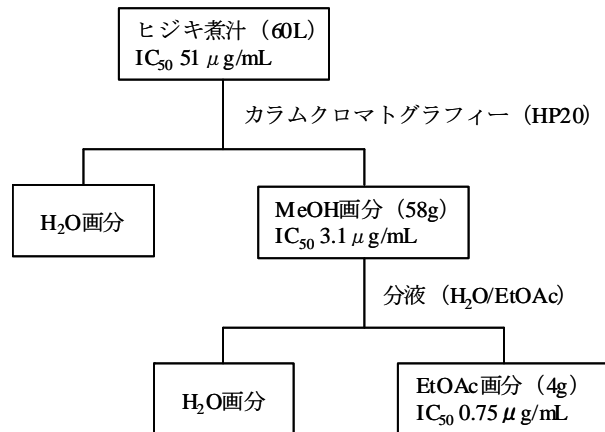 ヒジキ煮汁（60L）
IC50 51 μg/mL
カラムクロマトグラフィー（HP20）
H2O画分
MeOH画分（58g）
IC50 3.1 μg/mL
分液（H2O/EtOAc）
H2O画分
EtOAc画分（4g）
IC50 0.75 μg/mL